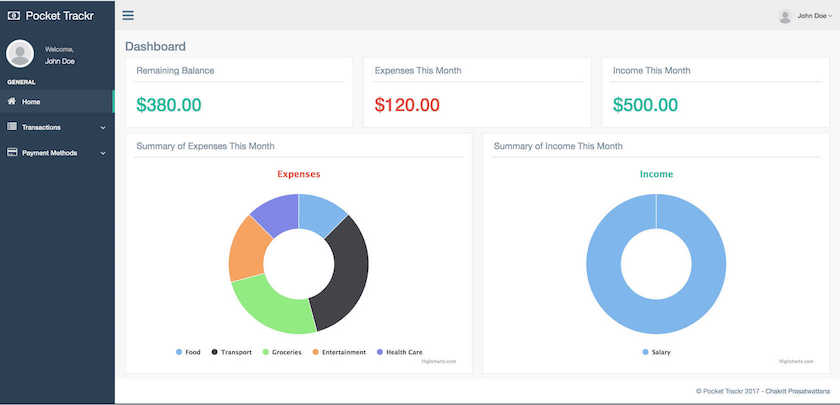 Pocket Trackr
John Doe
Welcome,
John Doe
GENERAL
Home
Transactions
Payment Methods
Dashboard
Remaining Balance
$380.00
Expenses This Month
$120.00
Income This Month
$500.00
Summary of Expenses This Month
Expenses
Food Transport Groceries Entertainment Health Care
Highcharts.com
Summary of Income This Month
Income
Salary
Highcharts.com
© Pocket Trackr 2017 - Chakrit Prasatwattana